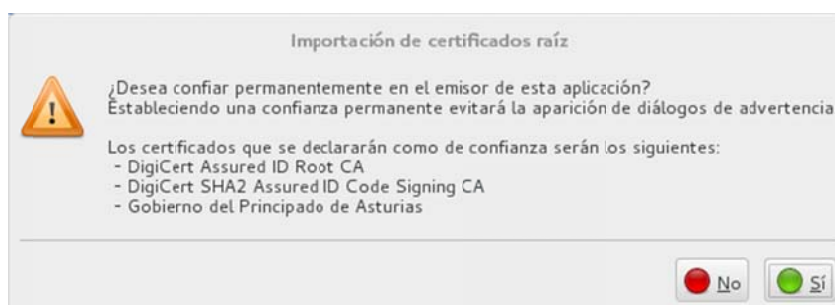 Importación de certificados raíz
¿Desea confiar permanentemente en el emisor de esta aplicación?
Estableciendo una confianza permanente evitará la aparición de diálogos de advertencia
Los certificados que se declararán como de confianza serán los siguientes:
- DigiCert Assured ID Root CA
- DigiCert SHA2 Assured ID Code Signing CA
- Gobierno del Principado de Asturias
No
Sí